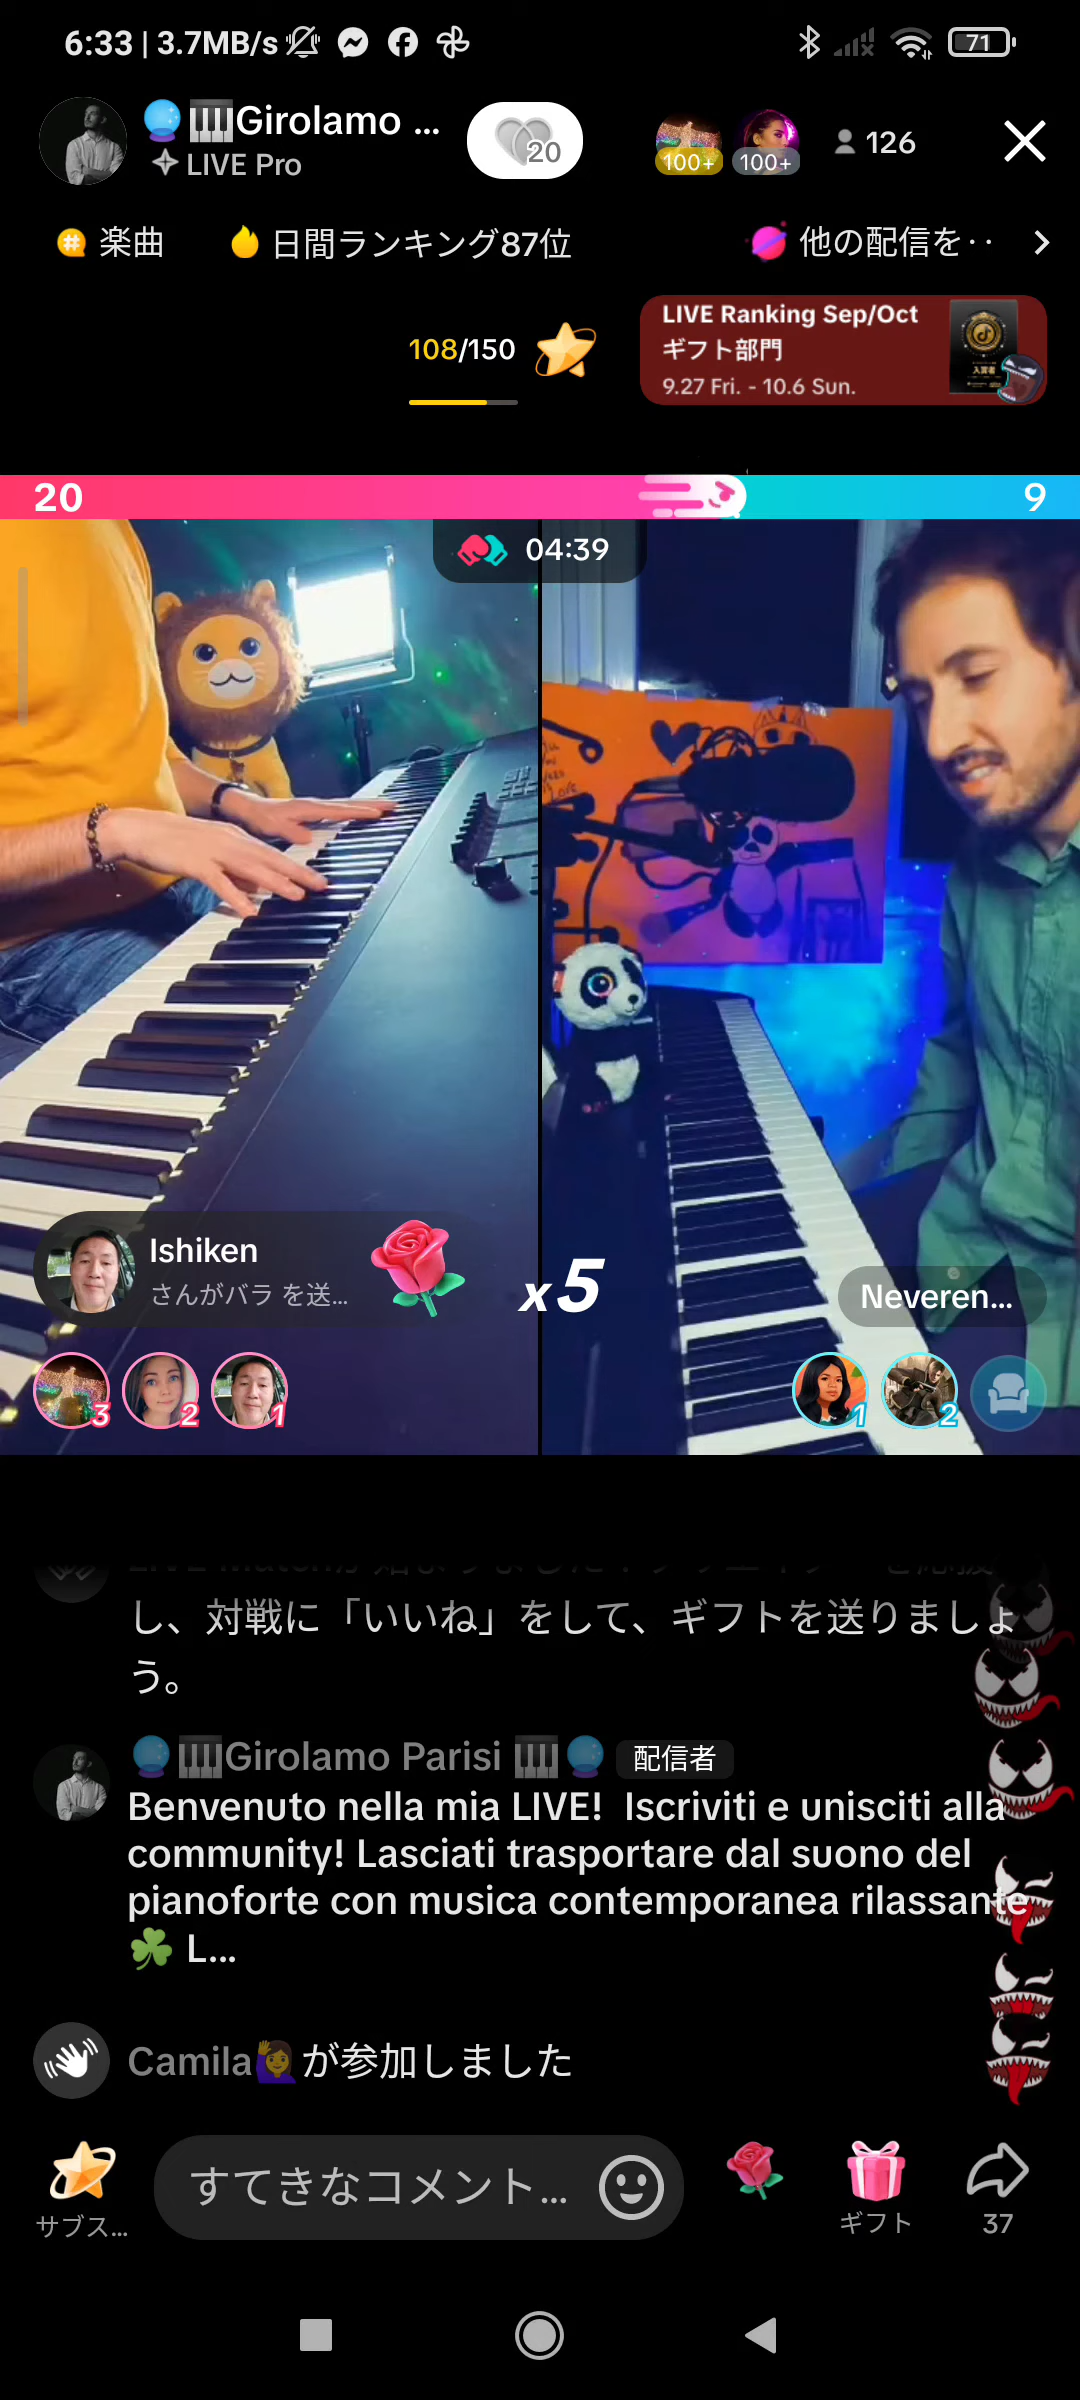 6:33 | 3.7MB/s
71
Girolamo ...
LIVE Pro
20
100+
100+
126
楽曲
日間ランキング87位
他の配信を‥
108/150
LIVE Ranking Sep/Oct
ギフト部門
9.27 Fri. - 10.6 Sun.
入賞者
20
9
04:39
Ishiken
さんがバラ を送...
x5
Neveren...
3
2
1
1
2
し、対戦に「いいね」をして、ギフトを送りましょ
う。
Girolamo Parisi
配信者
Benvenuto nella mia LIVE!  Iscriviti e unisciti alla
community! Lasciati trasportare dal suono del
pianoforte con musica contemporanea rilassante
☘️ L...
Camila🙋‍♀️が参加しました
サブス...
すてきなコメント...
ギフト
37